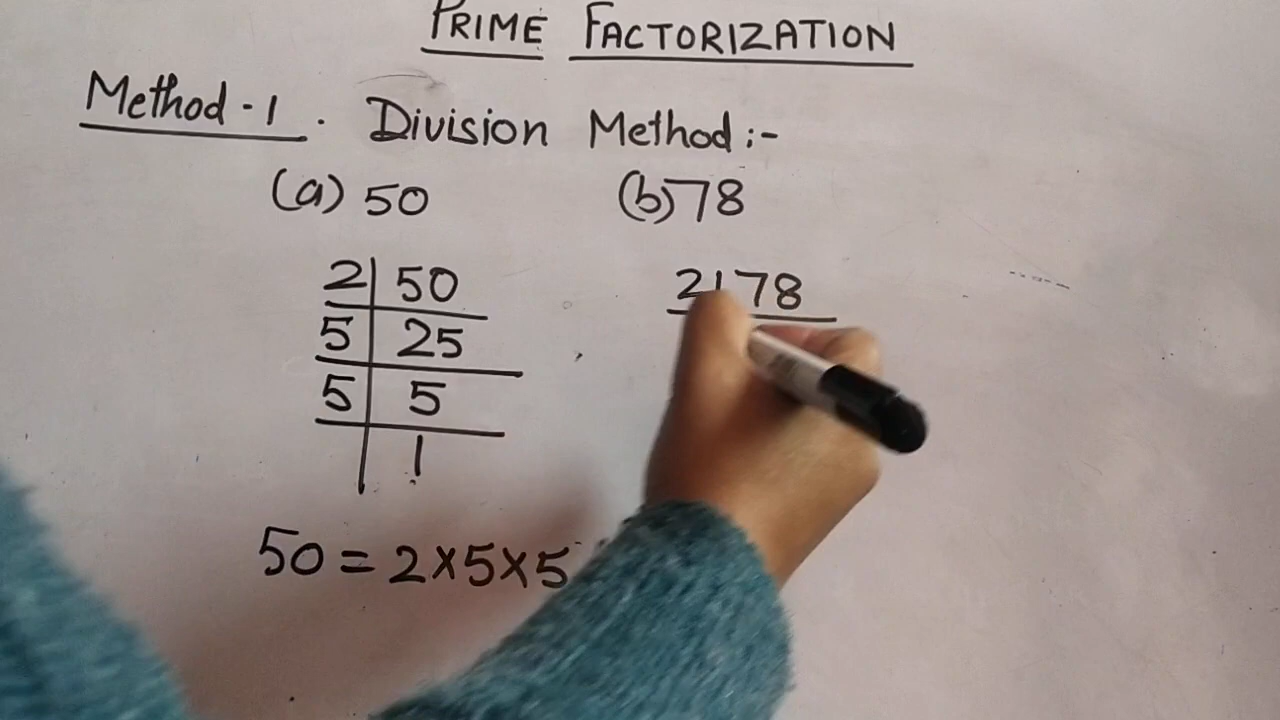 PRIME FACTORIZATION
Method-1. Division Method:-
(a) 50
(b) 78
2 | 50
5 | 25
5 | 5
| 1
50 = 2×5×5
2 | 78